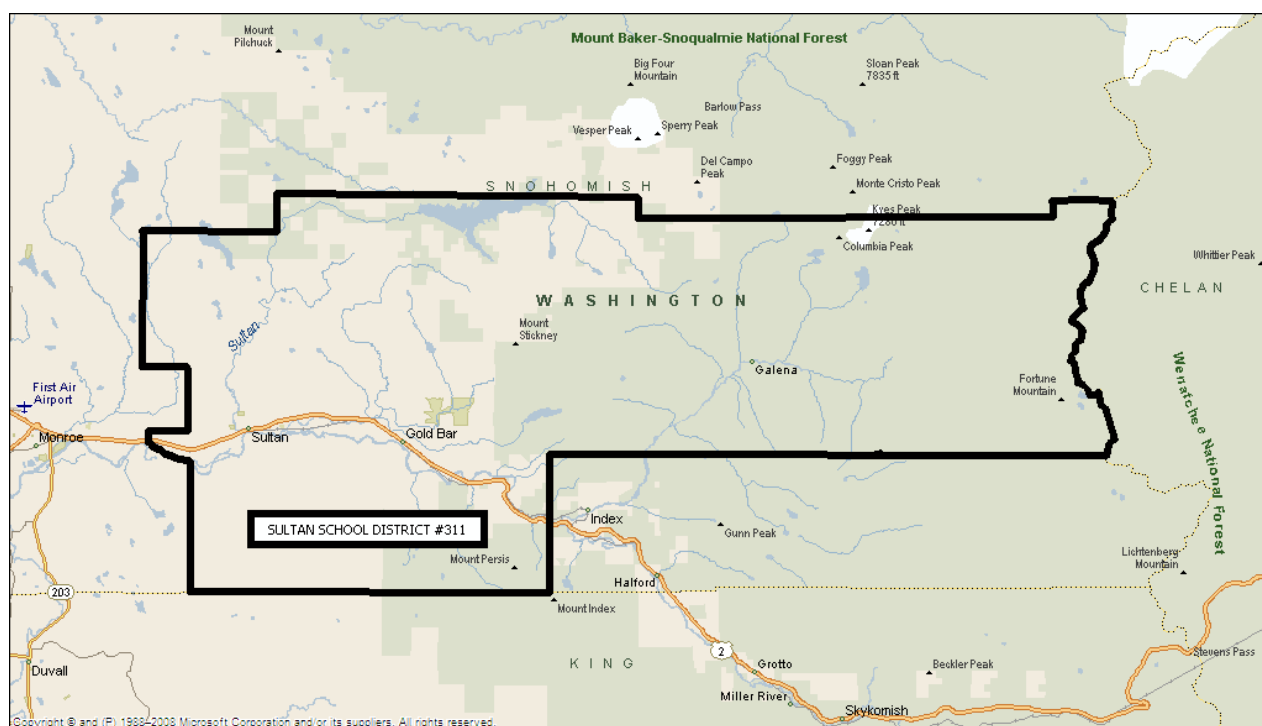 Mount
Pilchuck
Mount Baker-Snoqualmie National Forest
Big Four
Mountain
Sloan Peak
7835 ft
Barlow Pass
Vesper Peak
Sperry Peak
Del Campo
Peak
Foggy Peak
SNOHOMISH
Monte Cristo Peak
Kyes Peak
7280 ft
Columbia Peak
Whittier Peak
CHELAN
WASHINGTON
Sultan
Mount
Stickney
Galena
First Air
Airport
Fortune
Mountain
Wenatchee National Forest
Monroe
Sultan
Gold Bar
SULTAN SCHOOL DISTRICT #311
Index
Gunn Peak
Mount Persis
Halford
Lichtenberg
Mountain
203
Mount Index
KING
2
Stevens Pass
Duvall
Grotto
Beckler Peak
Miller River
Skykomish
Copyright © and (P) 1988–2008 Microsoft Corporation and/or its suppliers. All rights reserved.